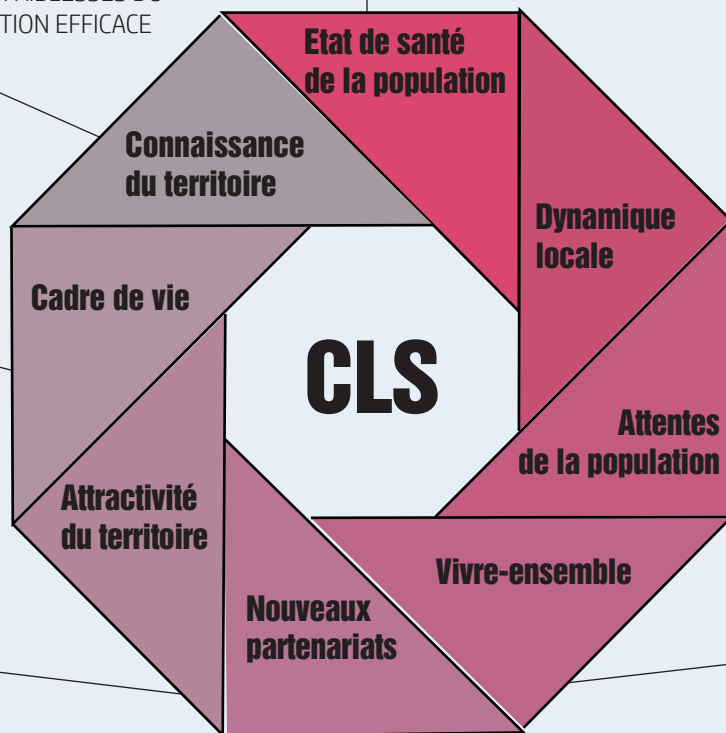 TION EFFICACE
Etat de santé
de la population
Connaissance
du territoire
Dynamique
locale
Cadre de vie
CLS
Attentes
de la population
Attractivité
du territoire
Vivre-ensemble
Nouveaux
partenariats